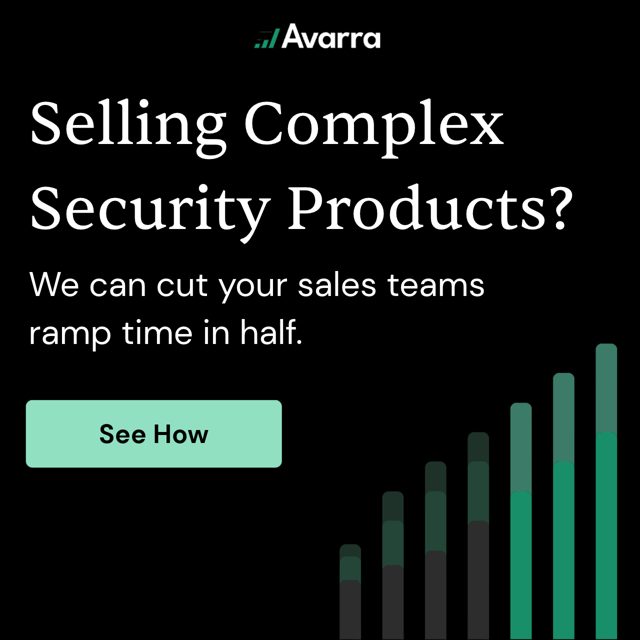 Avarra
Selling Complex
Security Products?
We can cut your sales teams
ramp time in half.
See How